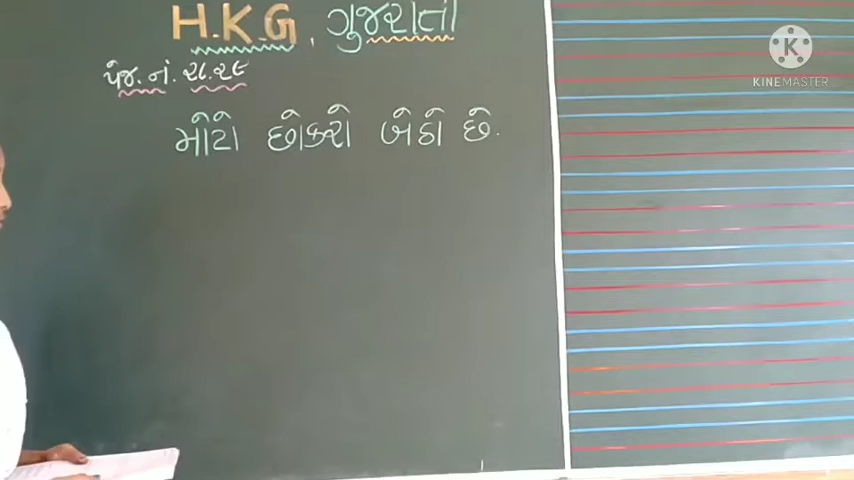 H.K.G, ગુજરાતી
પેજ.નં. ૨૮.૨૯
મોટો છોકરો બેઠો છે.
K
KINEMASTER